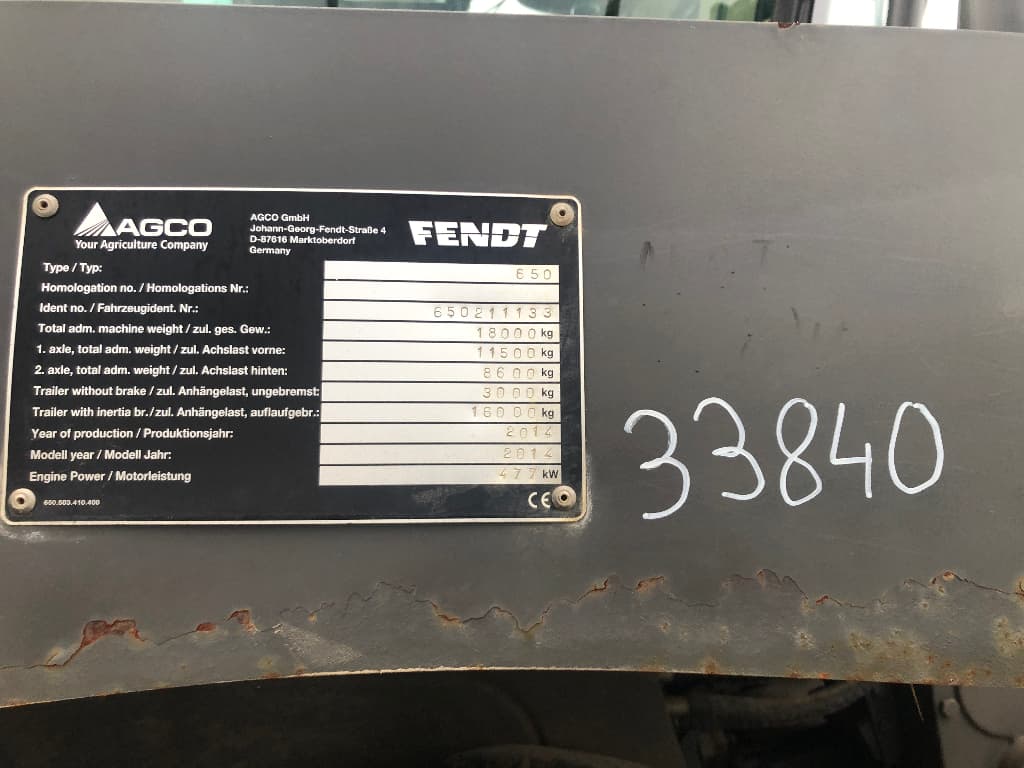 AGCO
Your Agriculture Company
AGCO GmbH
Johann-Georg-Fendt-Straße 4
D-87616 Marktoberdorf
Germany
FENDT
Type / Typ: 650
Homologation no. / Homologations Nr.:
Ident no. / Fahrzeugident. Nr.: 650211133
Total adm. machine weight / zul. ges. Gew.: 18000 kg
1. axle, total adm. weight / zul. Achslast vorne: 11500 kg
2. axle, total adm. weight / zul. Achslast hinten: 8600 kg
Trailer without brake / zul. Anhängelast, ungebremst: 3000 kg
Trailer with inertia br./zul. Anhängelast, auflaufgebr.: 16000 kg
Year of production / Produktionsjahr: 2014
Modell year / Modell Jahr: 2014
Engine Power / Motorleistung 477 kW
650.503.410.400
CE
33840